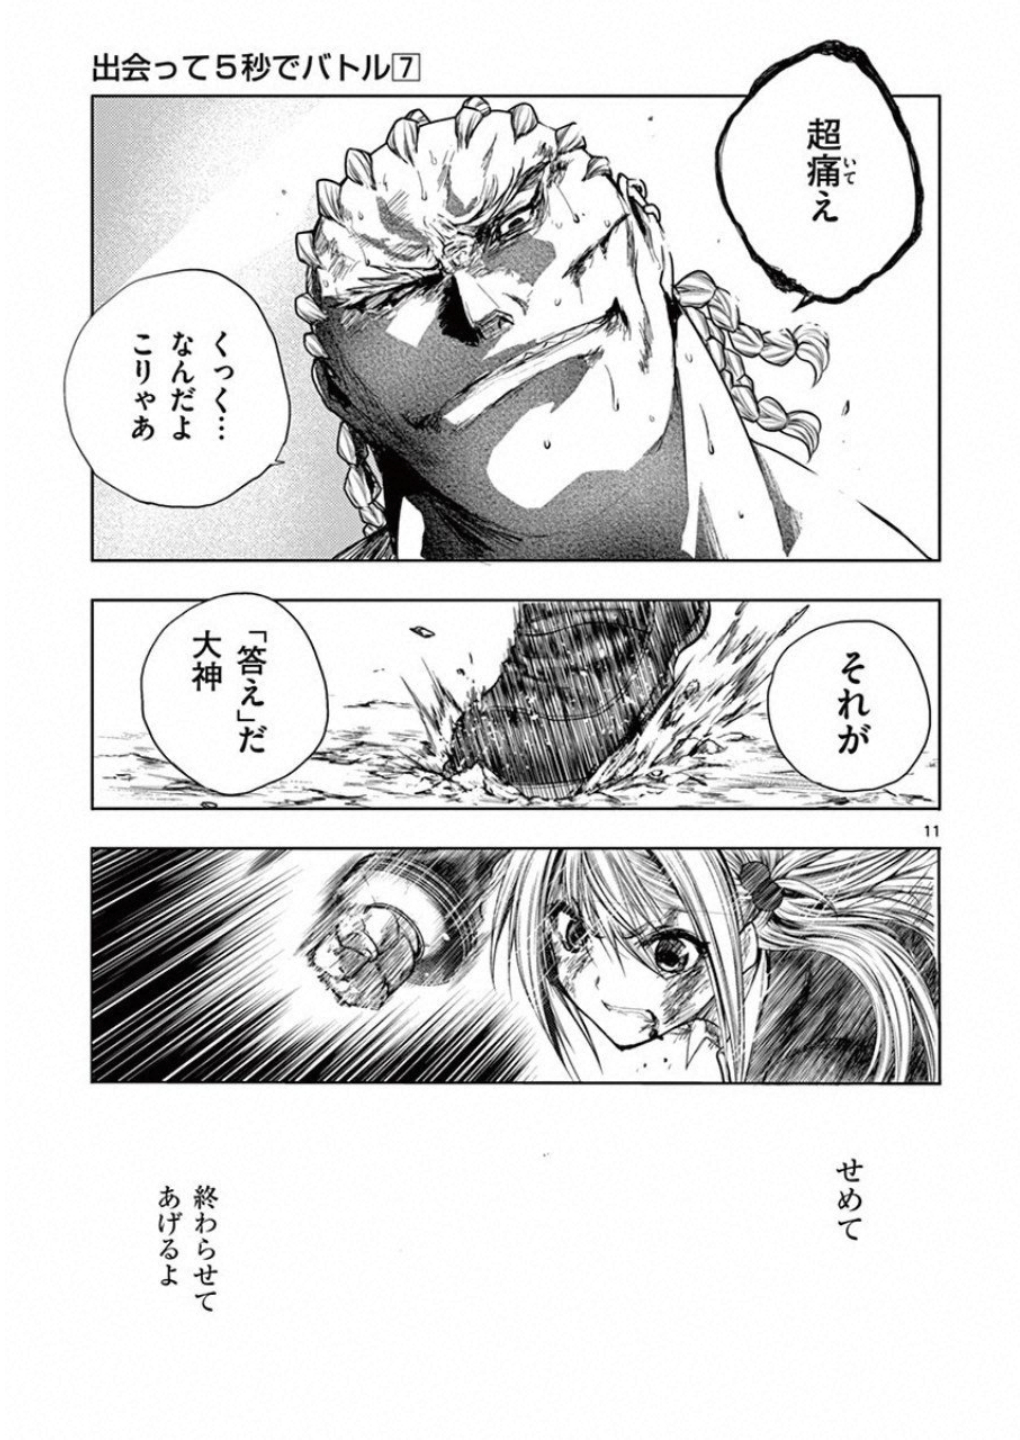 出会って5秒でバトル7
超痛え
いて
くっく…
なんだよ
こりゃあ
それが
「答え」だ
大神
11
せめて
終わらせて
あげるよ